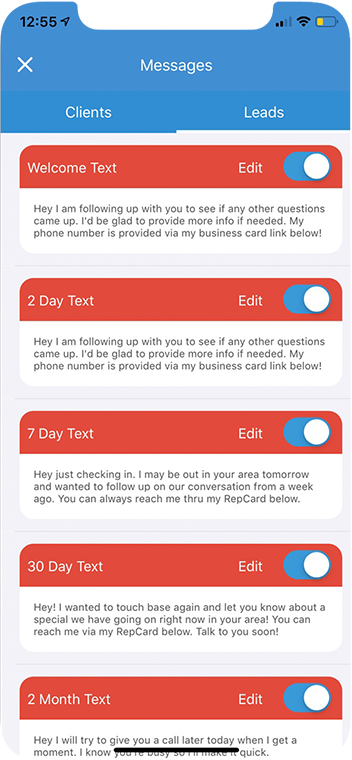 12:55
Messages
Clients Leads
Welcome Text Edit
Hey I am following up with you to see if any other questions
came up. I'd be glad to provide more info if needed. My
phone number is provided via my business card link below!
2 Day Text Edit
Hey I am following up with you to see if any other questions
came up. I'd be glad to provide more info if needed. My
phone number is provided via my business card link below!
7 Day Text Edit
Hey just checking in. I may be out in your area tomorrow
and wanted to follow up on our conversation from a week
ago. You can always reach me thru my RepCard below.
30 Day Text Edit
Hey! I wanted to touch base again and let you know about a
special we have going on right now in your area! You can
reach me via my RepCard below. Talk to you soon!
2 Month Text Edit
Hey I will try to give you a call later today when I get a
moment. I know you're busy so I'll make it quick.